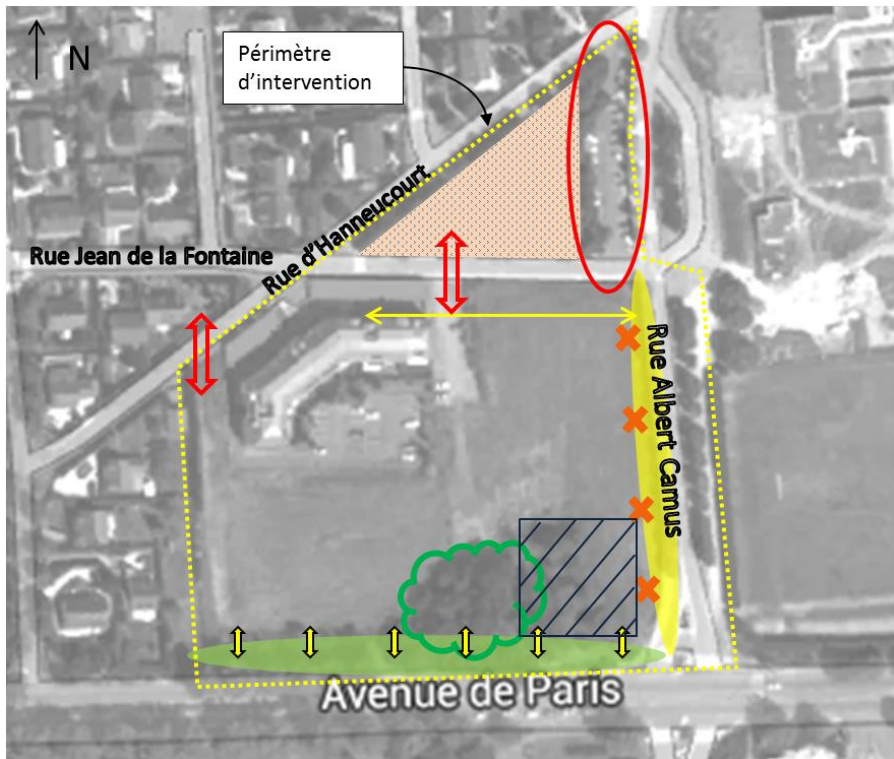 N
Périmètre
d’intervention
Rue d'Hanneucourt
Rue Jean de la Fontaine
Rue Albert Camus
Avenue de Paris